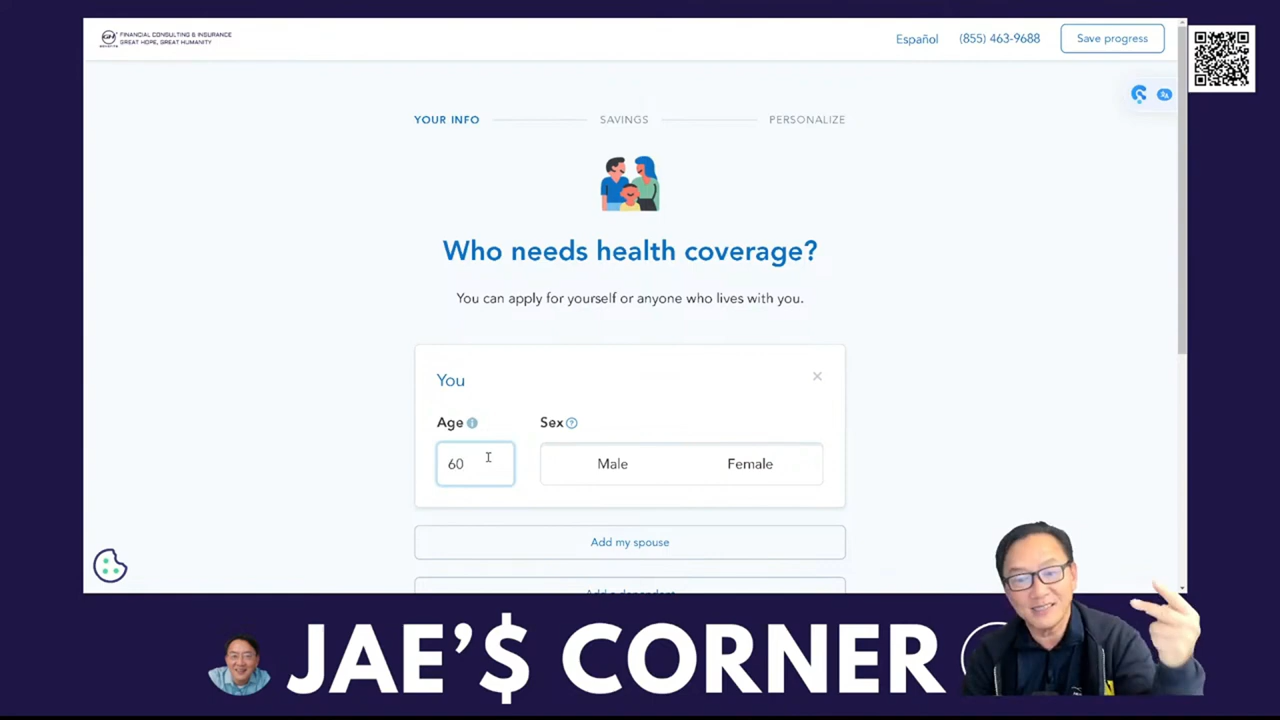 FINANCIAL CONSULTING & INSURANCE
GREAT HOPE, GREAT HUMANITY
Español
(855) 463-9688
Save progress
YOUR INFO
SAVINGS
PERSONALIZE
Who needs health coverage?
You can apply for yourself or anyone who lives with you.
You
Age
Sex
60
Male
Female
Add my spouse
Add a dependent
JAE'$ CORNER